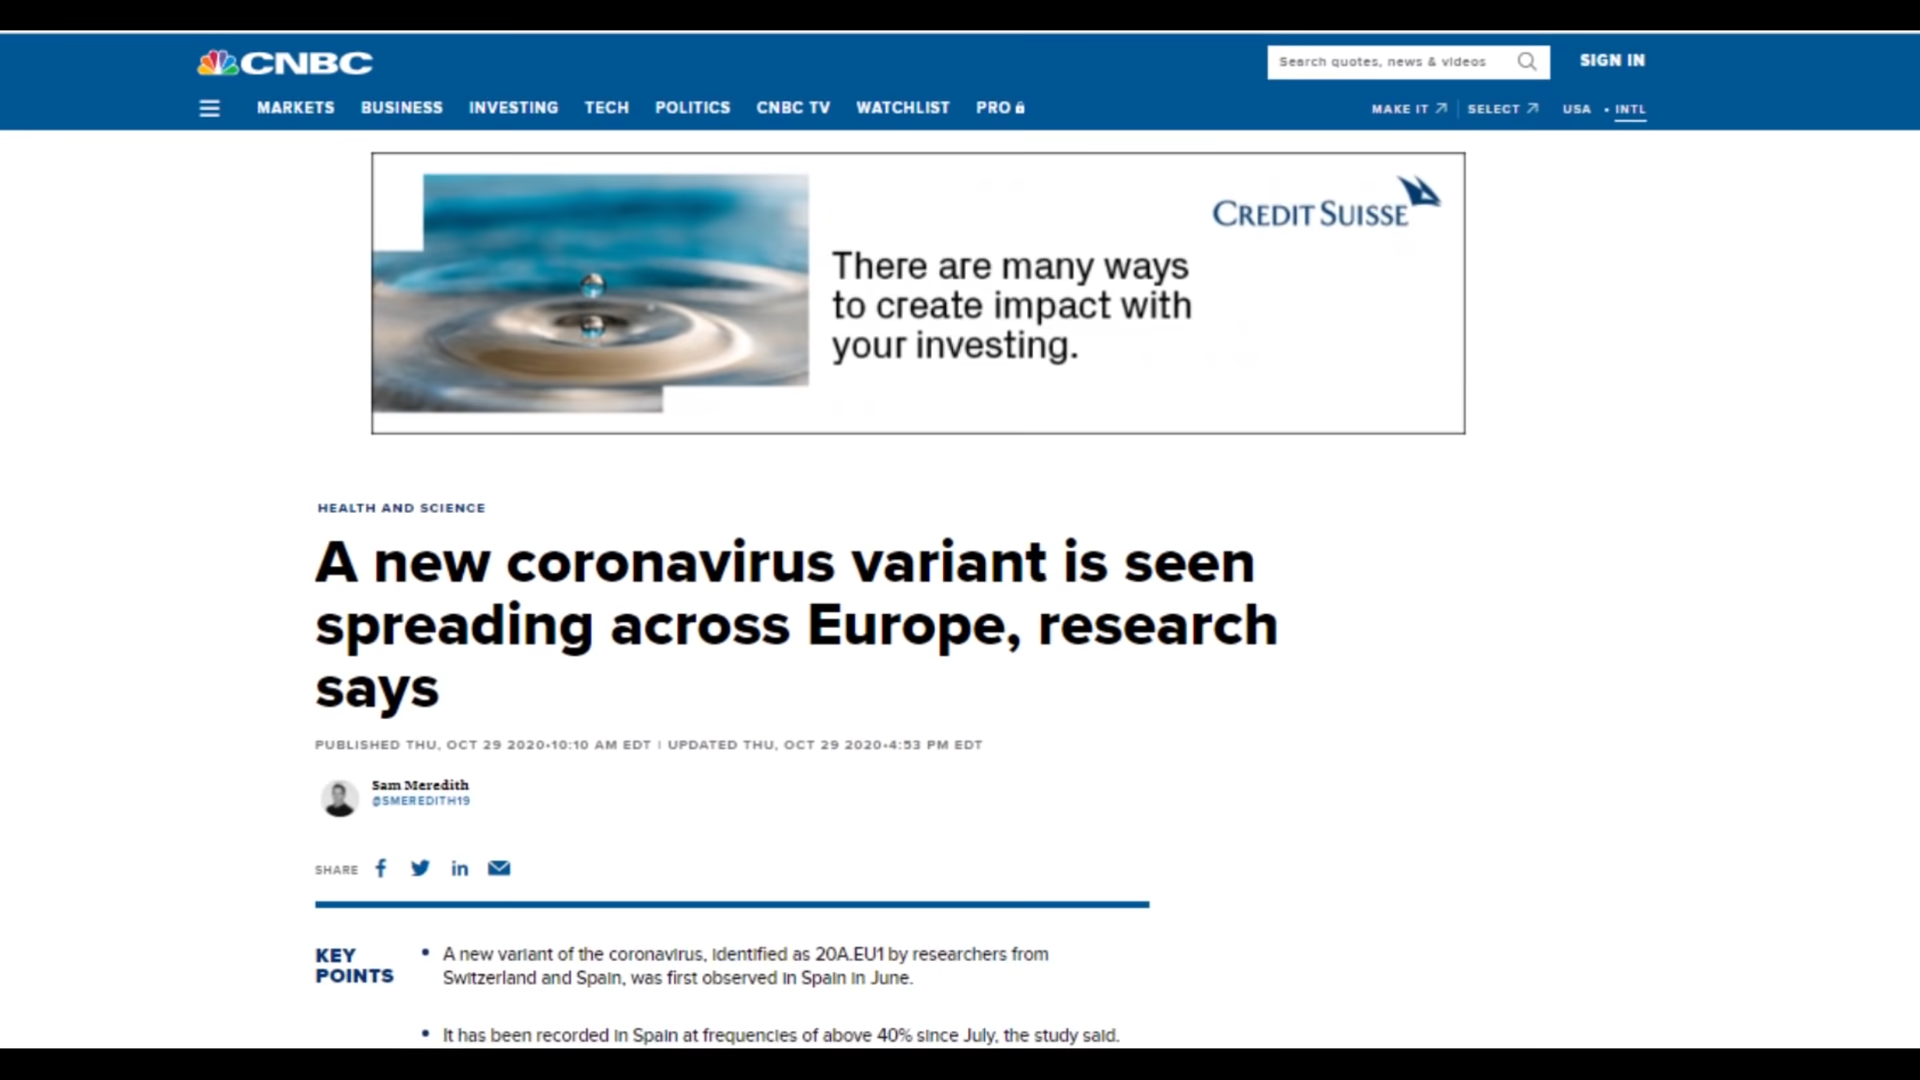 CNBC
Search quotes, news & videos
SIGN IN
MARKETS BUSINESS INVESTING TECH POLITICS CNBC TV WATCHLIST PRO
MAKE IT SELECT USA • INTL
CREDIT SUISSE
There are many ways
to create impact with
your investing.
HEALTH AND SCIENCE
A new coronavirus variant is seen
spreading across Europe, research
says
PUBLISHED THU, OCT 29 2020•10:10 AM EDT | UPDATED THU, OCT 29 2020•4:53 PM EDT
Sam Meredith
@SMEREDITH19
SHARE
KEY
POINTS
• A new variant of the coronavirus, identified as 20A.EU1 by researchers from
Switzerland and Spain, was first observed in Spain in June.
• It has been recorded in Spain at frequencies of above 40% since July, the study said.